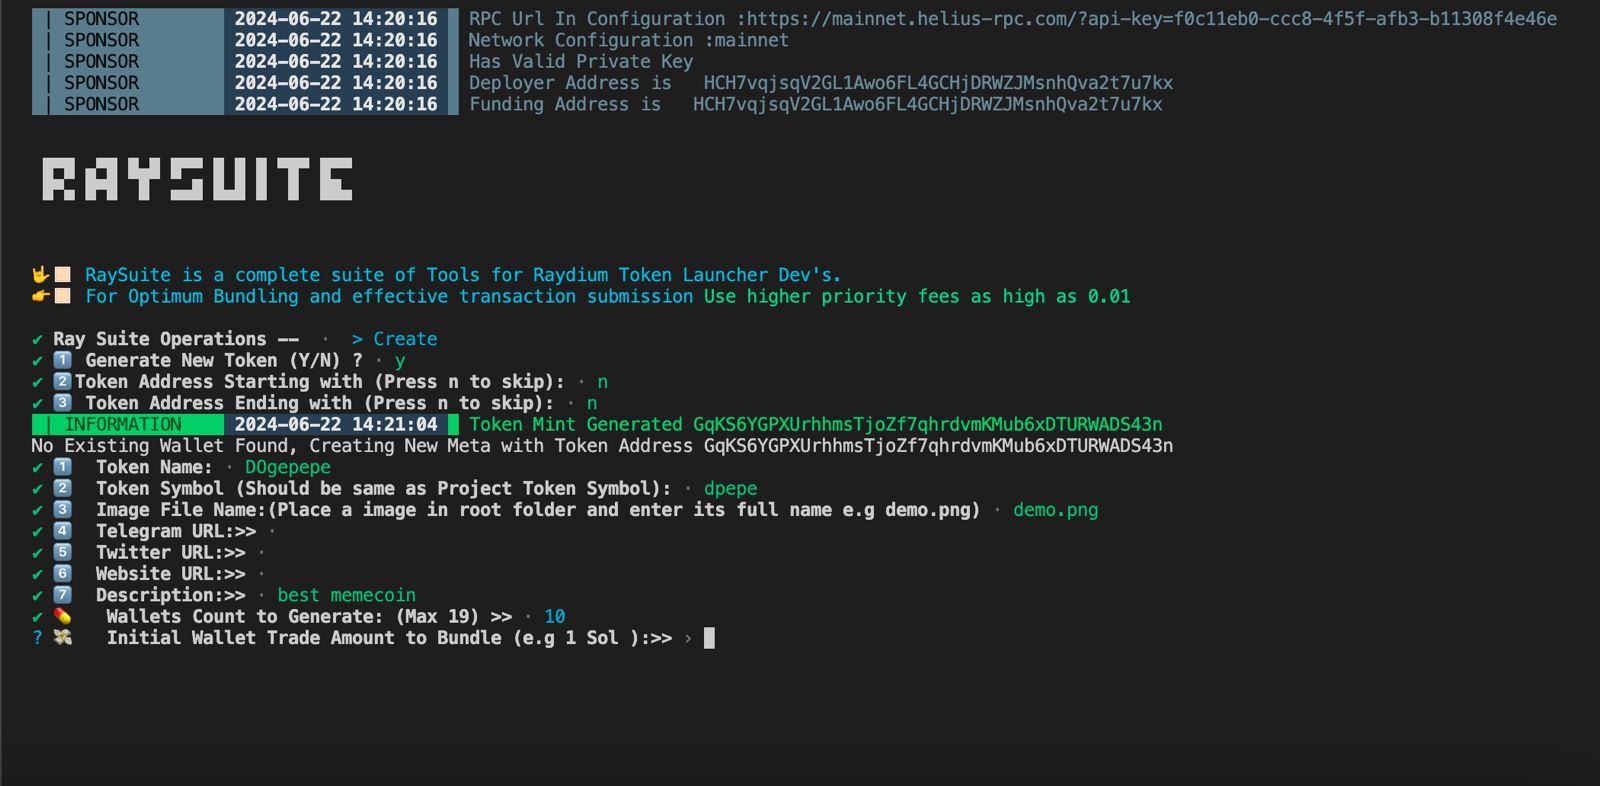 | SPONSOR 2024-06-22 14:20:16 RPC Url In Configuration :https://mainnet.helius-rpc.com/?api-key=f0c11eb0-ccc8-4f5f-afb3-b11308f4e46e
| SPONSOR 2024-06-22 14:20:16 Network Configuration :mainnet
| SPONSOR 2024-06-22 14:20:16 Has Valid Private Key
| SPONSOR 2024-06-22 14:20:16 Deployer Address is HCH7vqjsqV2GL1Awo6FL4GCHjDRWZJMsnhQva2t7u7kx
| SPONSOR 2024-06-22 14:20:16 Funding Address is HCH7vqjsqV2GL1Awo6FL4GCHjDRWZJMsnhQva2t7u7kx
RAYSUITE
🤟 RaySuite is a complete suite of Tools for Raydium Token Launcher Dev's.
👉 For Optimum Bundling and effective transaction submission Use higher priority fees as high as 0.01
✔ Ray Suite Operations -- · > Create
✔ 1️⃣ Generate New Token (Y/N) ? · y
✔ 2️⃣Token Address Starting with (Press n to skip): · n
✔ 3️⃣ Token Address Ending with (Press n to skip): · n
| INFORMATION 2024-06-22 14:21:04 Token Mint Generated GqKS6YGPXUrhhmsTjoZf7qhrdvmKMub6xDTURWADS43n
No Existing Wallet Found, Creating New Meta with Token Address GqKS6YGPXUrhhmsTjoZf7qhrdvmKMub6xDTURWADS43n
✔ 1️⃣ Token Name: · DOgepepe
✔ 2️⃣ Token Symbol (Should be same as Project Token Symbol): · dpepe
✔ 3️⃣ Image File Name:(Place a image in root folder and enter its full name e.g demo.png) · demo.png
✔ 4️⃣ Telegram URL:>> ·
✔ 5️⃣ Twitter URL:>> ·
✔ 6️⃣ Website URL:>> ·
✔ 7️⃣ Description:>> · best memecoin
✔ 💊 Wallets Count to Generate: (Max 19) >> · 10
? 💸 Initial Wallet Trade Amount to Bundle (e.g 1 Sol ):>> ›